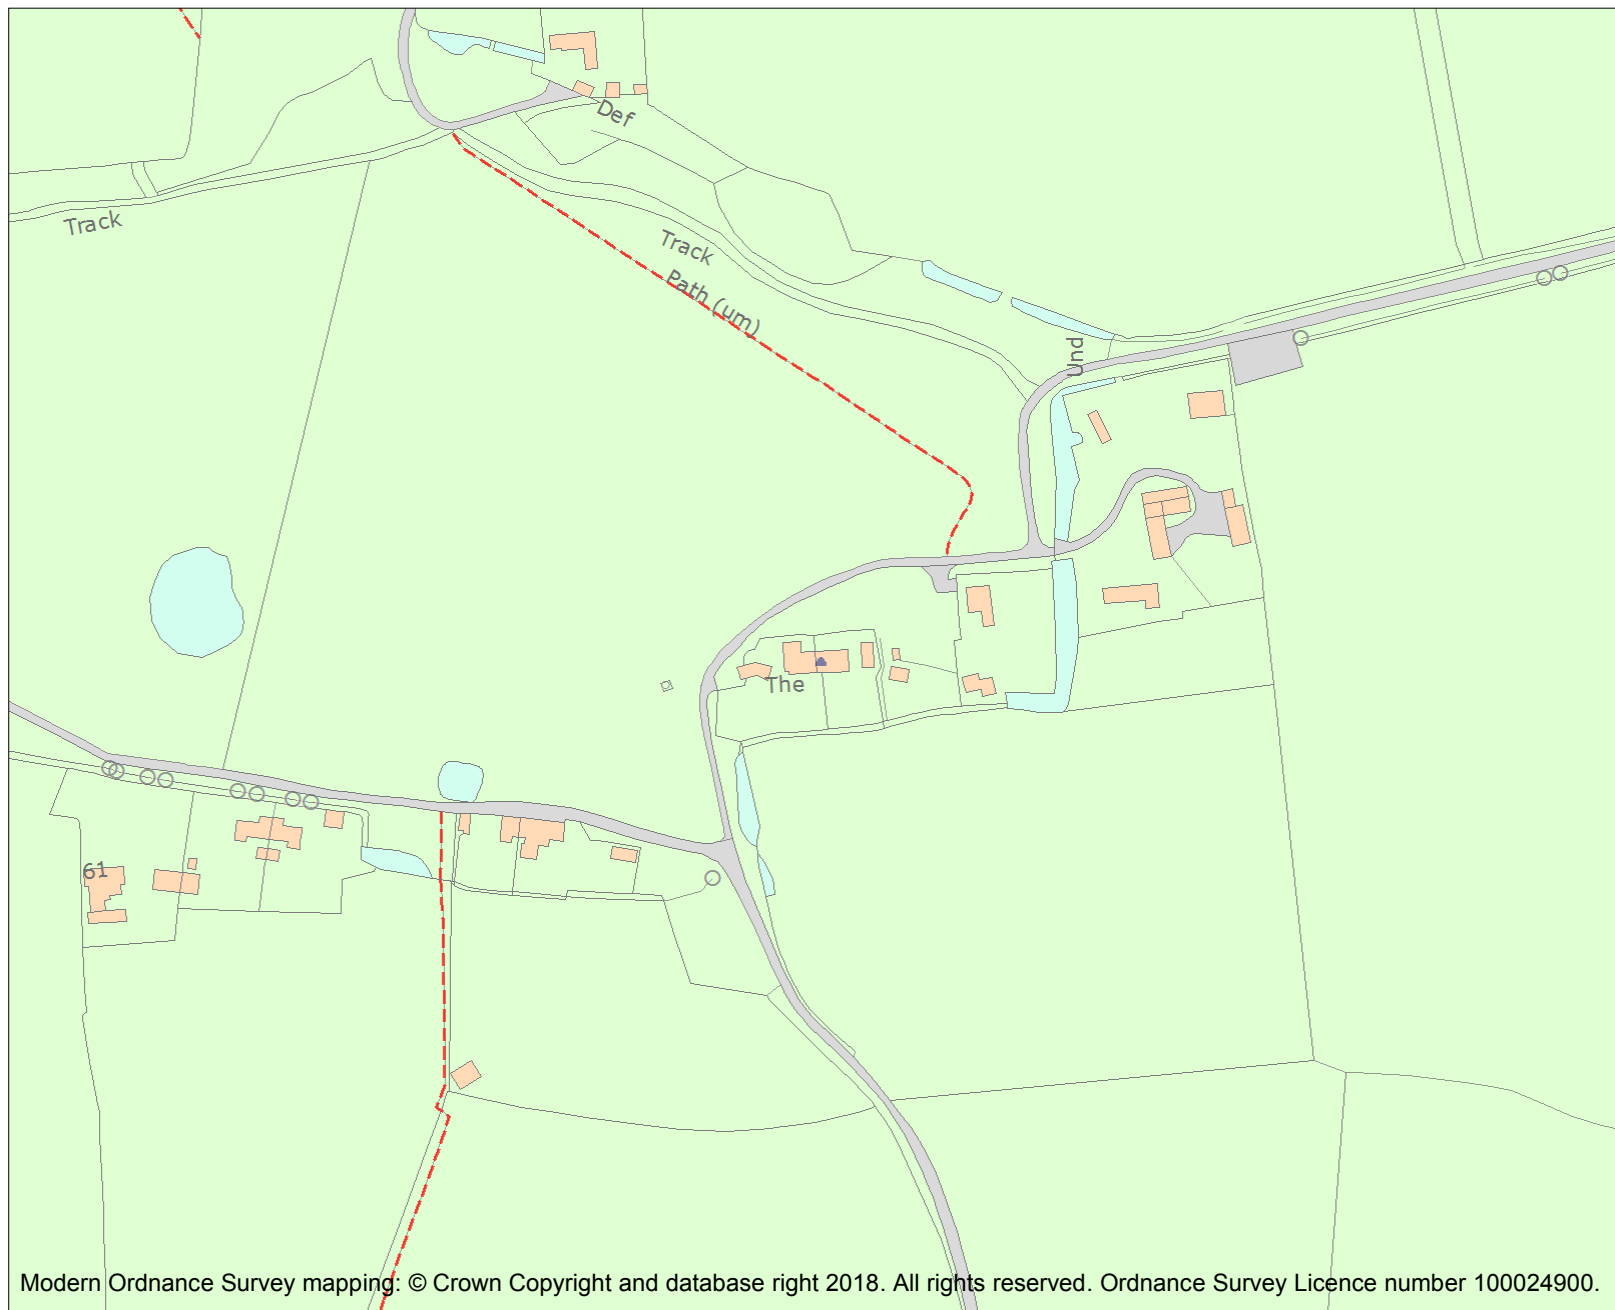 Def
Track
Track
Path (um)
Und
The
61
Modern Ordnance Survey mapping: © Crown Copyright and database right 2018. All rights reserved. Ordnance Survey Licence number 100024900.